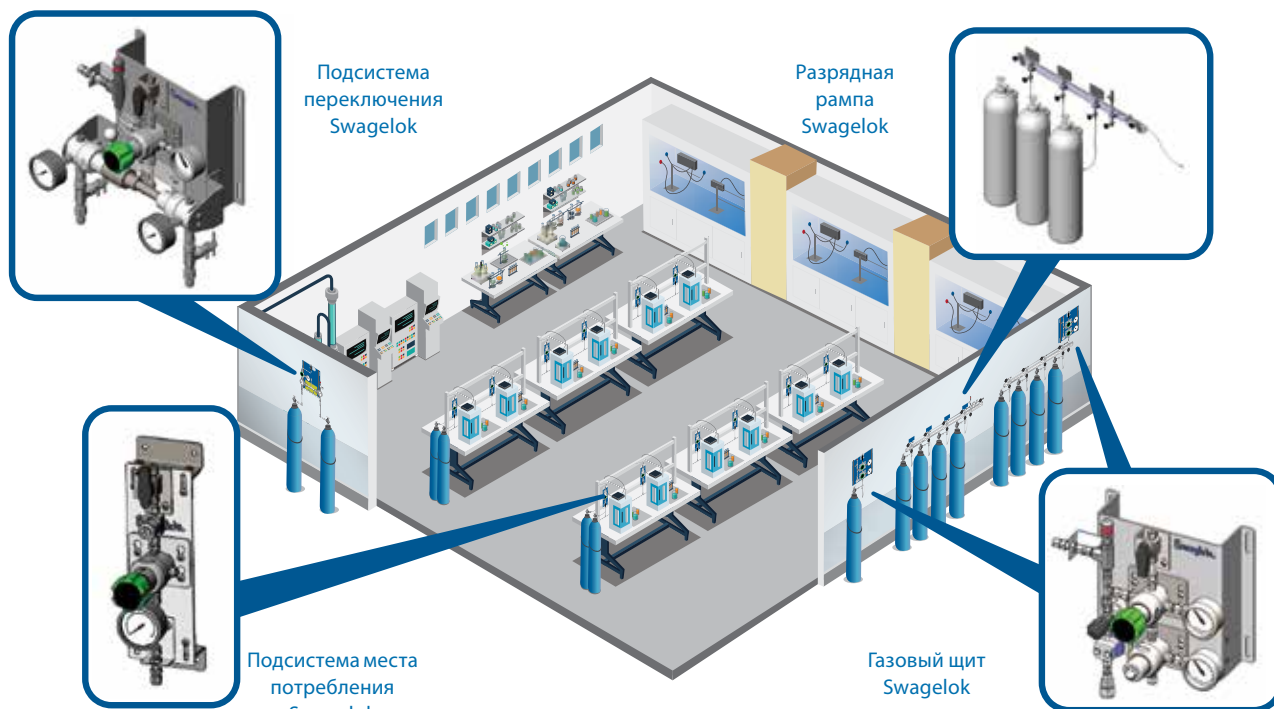 Подсистема
переключения
Swagelok
Разрядная
рампа
Swagelok
Подсистема места
потребления
Газовый щит
Swagelok